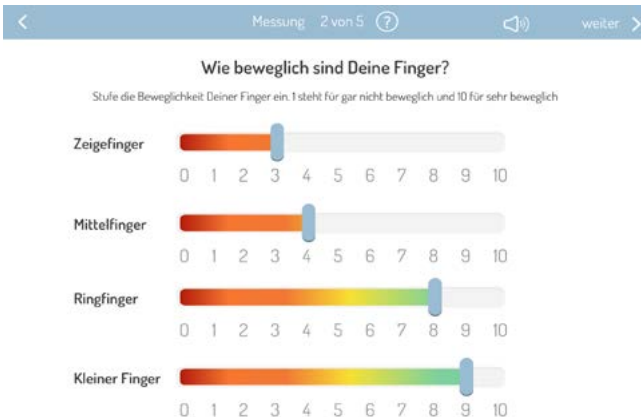 Messung 2 von 5 ? weiter
Wie beweglich sind Deine Finger?
Stufe die Beweglichkeit Deiner Finger ein. 1 steht für gar nicht beweglich und 10 für sehr beweglich
Zeigefinger
0 1 2 3 4 5 6 7 8 9 10
Mittelfinger
0 1 2 3 4 5 6 7 8 9 10
Ringfinger
0 1 2 3 4 5 6 7 8 9 10
Kleiner Finger
0 1 2 3 4 5 6 7 8 9 10